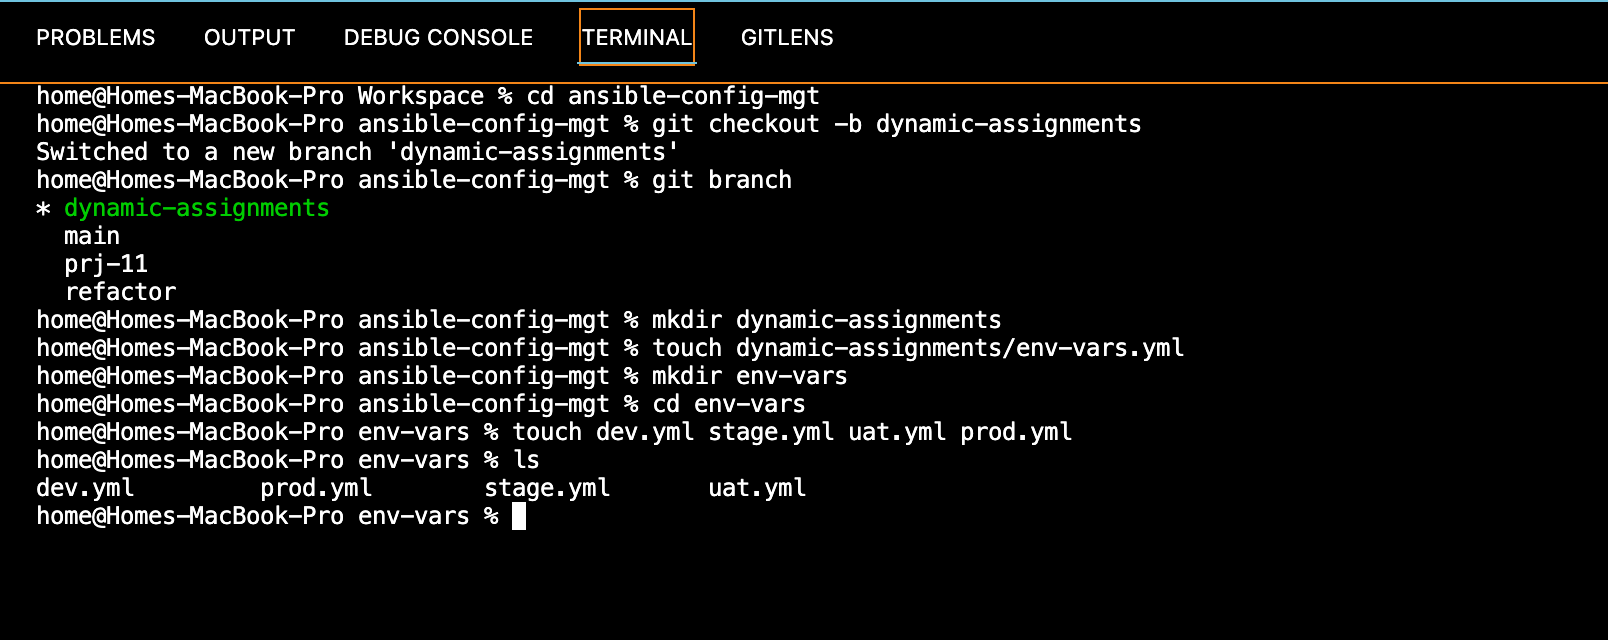 PROBLEMS OUTPUT DEBUG CONSOLE TERMINAL GITLENS
home@Homes-MacBook-Pro Workspace % cd ansible-config-mgt
home@Homes-MacBook-Pro ansible-config-mgt % git checkout -b dynamic-assignments
Switched to a new branch 'dynamic-assignments'
home@Homes-MacBook-Pro ansible-config-mgt % git branch
* dynamic-assignments
  main
  prj-11
  refactor
home@Homes-MacBook-Pro ansible-config-mgt % mkdir dynamic-assignments
home@Homes-MacBook-Pro ansible-config-mgt % touch dynamic-assignments/env-vars.yml
home@Homes-MacBook-Pro ansible-config-mgt % mkdir env-vars
home@Homes-MacBook-Pro ansible-config-mgt % cd env-vars
home@Homes-MacBook-Pro env-vars % touch dev.yml stage.yml uat.yml prod.yml
home@Homes-MacBook-Pro env-vars % ls
dev.yml         prod.yml        stage.yml       uat.yml
home@Homes-MacBook-Pro env-vars %